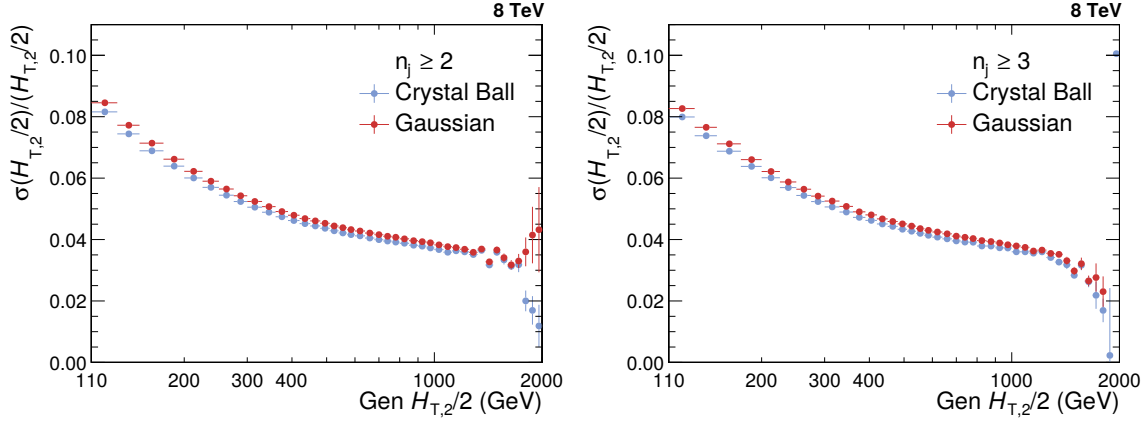 8 TeV
σ(H_T,2/2)/(H_T,2/2)
0.10
0.08
0.06
0.04
0.02
0.00
n_j ≥ 2
Crystal Ball
Gaussian
110 200 300 400 1000 2000
Gen H_T,2/2 (GeV)
8 TeV
σ(H_T,2/2)/(H_T,2/2)
0.10
0.08
0.06
0.04
0.02
0.00
n_j ≥ 3
Crystal Ball
Gaussian
110 200 300 400 1000 2000
Gen H_T,2/2 (GeV)